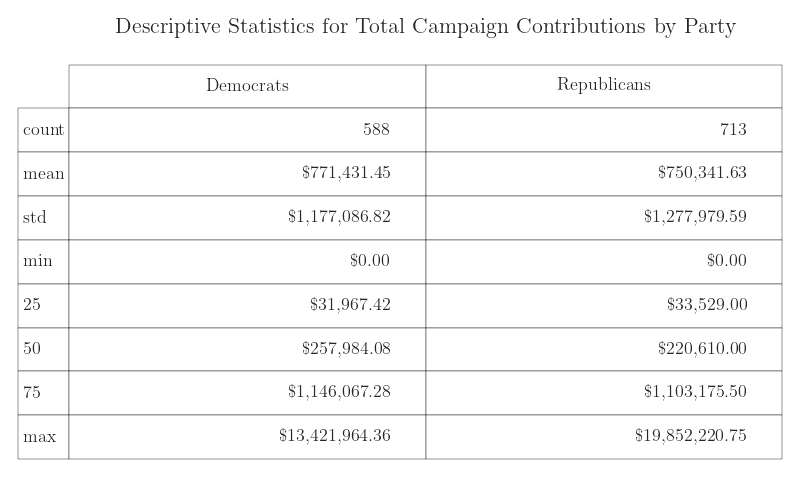 Descriptive Statistics for Total Campaign Contributions by Party
Democrats Republicans
count 588 713
mean $771,431.45 $750,341.63
std $1,177,086.82 $1,277,979.59
min $0.00 $0.00
25 $31,967.42 $33,529.00
50 $257,984.08 $220,610.00
75 $1,146,067.28 $1,103,175.50
max $13,421,964.36 $19,852,220.75